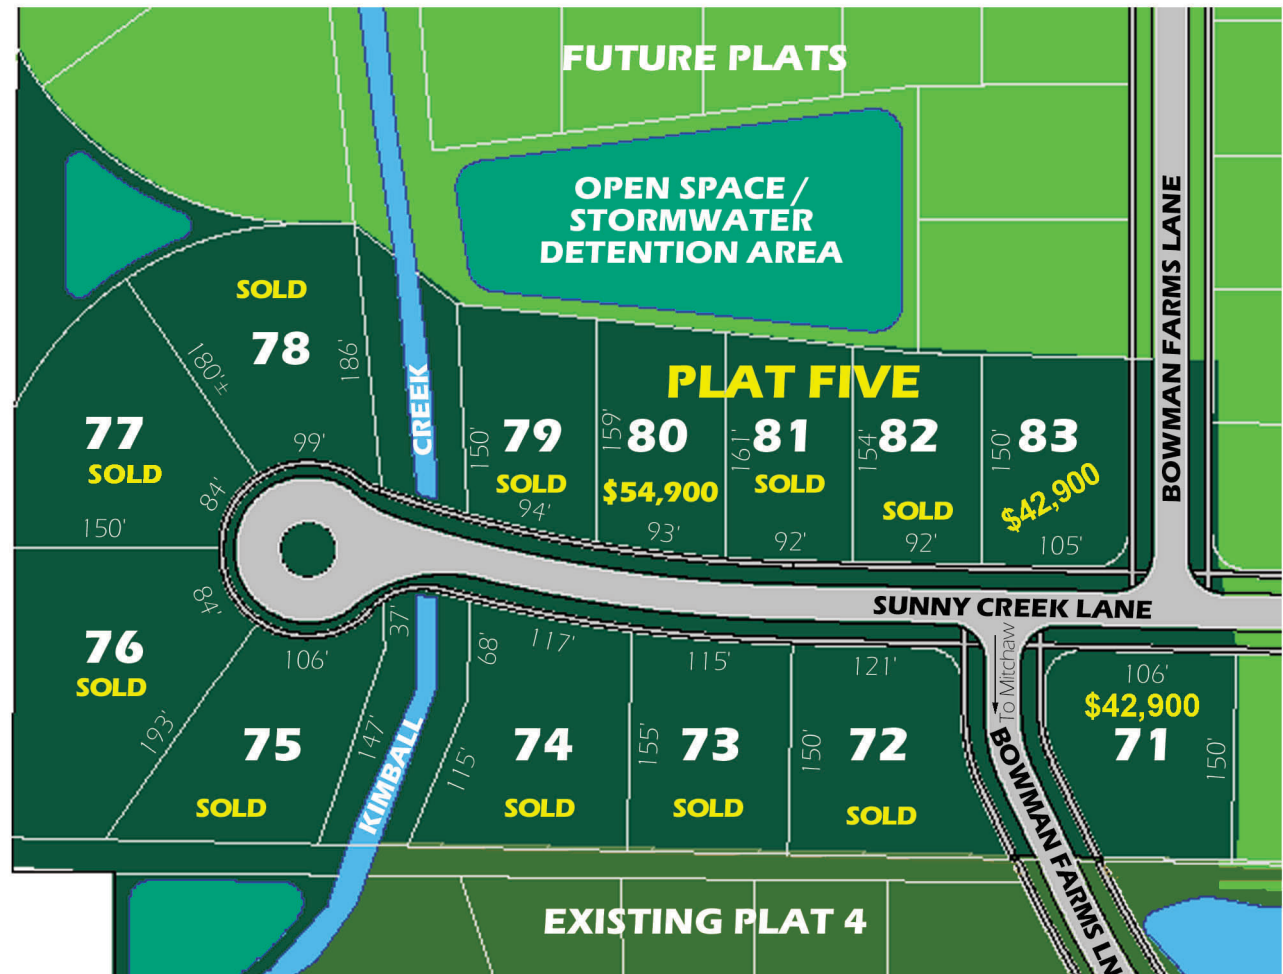 FUTURE PLATS
OPEN SPACE /
STORMWATER
DETENTION AREA
BOWMAN FARMS LANE
SOLD
78
180'±
186'
99'
77
SOLD
84'
150'
CREEK
PLAT FIVE
150'
79
SOLD
94'
159'
80
$54,900
93'
161'
81
SOLD
92'
154'
82
SOLD
92'
150'
83
$42,900
105'
SUNNY CREEK LANE
84'
76
SOLD
193'
106'
75
SOLD
37'
147'
KIMBALL
68'
115'
117'
74
SOLD
115'
155'
73
SOLD
121'
150'
72
SOLD
To Mitchaw
BOWMAN FARMS LN
106'
$42,900
71
150'
EXISTING PLAT 4